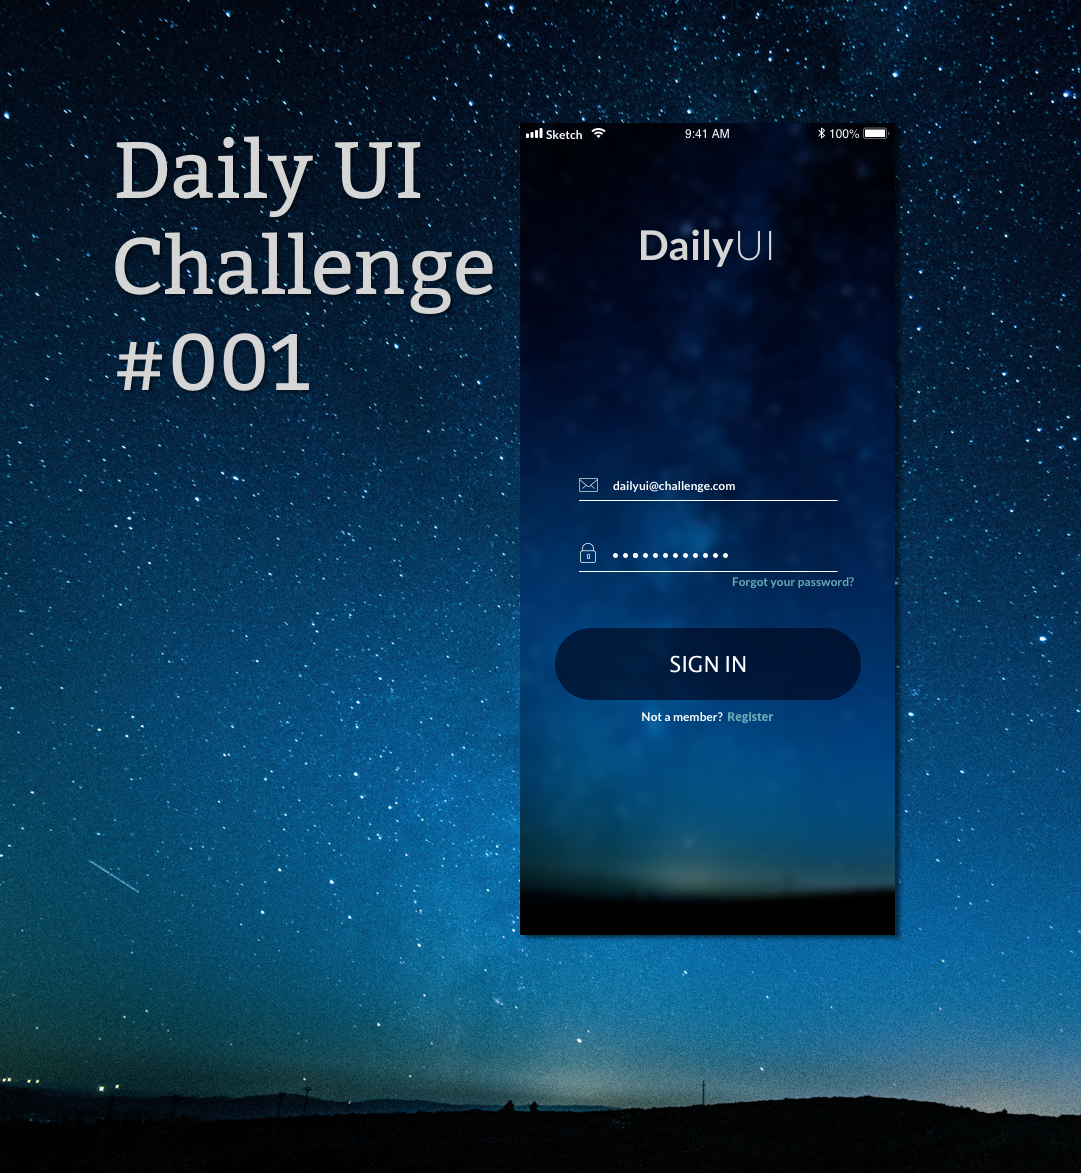 Daily UI
Challenge
#001
Sketch 9:41 AM 100%
DailyUI
dailyui@challenge.com
Forgot your password?
SIGN IN
Not a member? Register